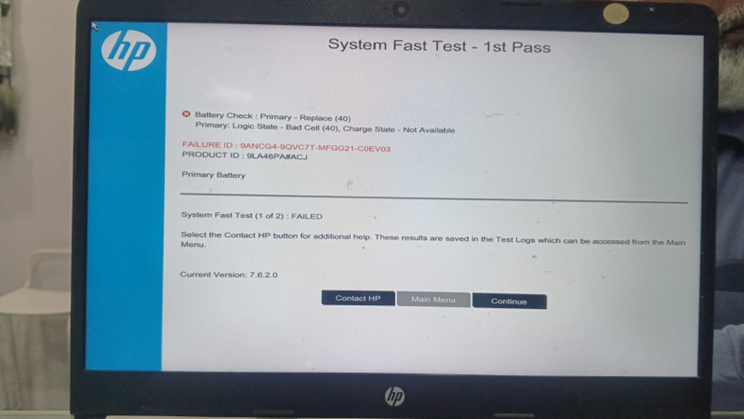 hp
System Fast Test - 1st Pass
Battery Check : Primary - Replace (40)
Primary: Logic State - Bad Cell (40), Charge State - Not Available
FAILURE ID : 9ANCG4-9QVC7T-MFGG21-C0EV03
PRODUCT ID : 9LA46PA#ACJ
Primary Battery
System Fast Test (1 of 2) : FAILED
Select the Contact HP button for additional help. These results are saved in the Test Logs which can be accessed from the Main
Menu.
Current Version: 7.6.2.0
Contact HP Main Menu Continue
hp